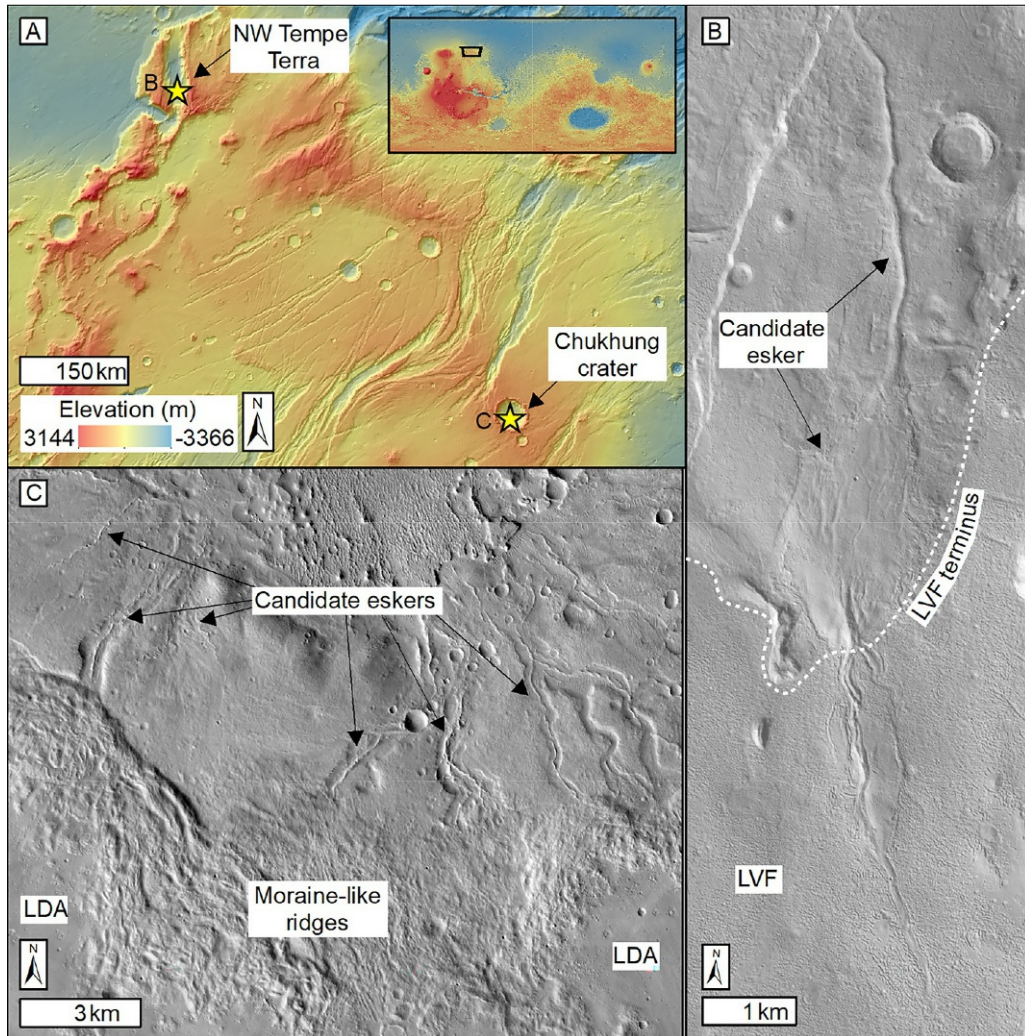 A
NW Tempe
Terra
B
Chukhung
crater
C
150 km
Elevation (m)
3144
-3366
N
B
Candidate
esker
LVF terminus
LVF
N
1 km
C
Candidate eskers
Moraine-like
ridges
LDA
LDA
N
3 km